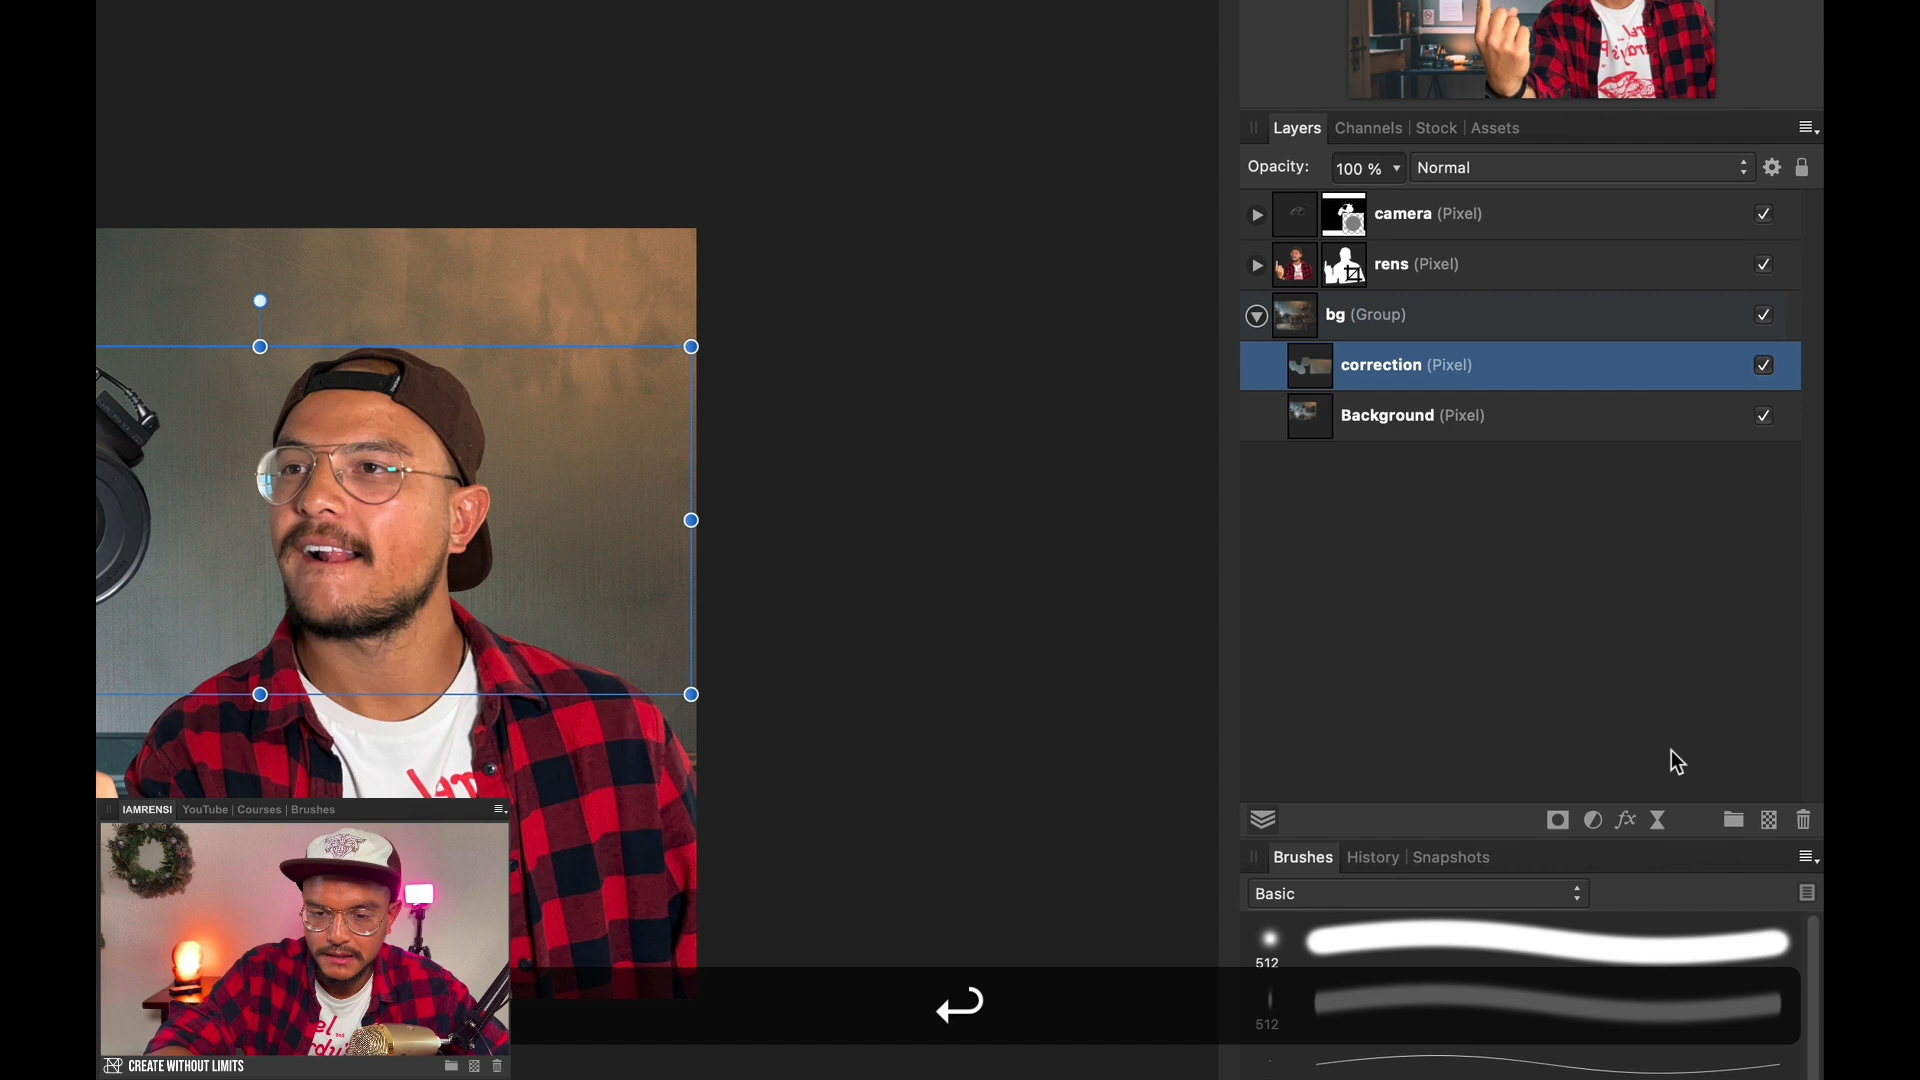 Layers Channels | Stock | Assets
Opacity: 100 % Normal
camera (Pixel)
rens (Pixel)
bg (Group)
correction (Pixel)
Background (Pixel)
fx
Brushes History | Snapshots
Basic
512
512
IAMRENSI YouTube | Courses | Brushes
CREATE WITHOUT LIMITS